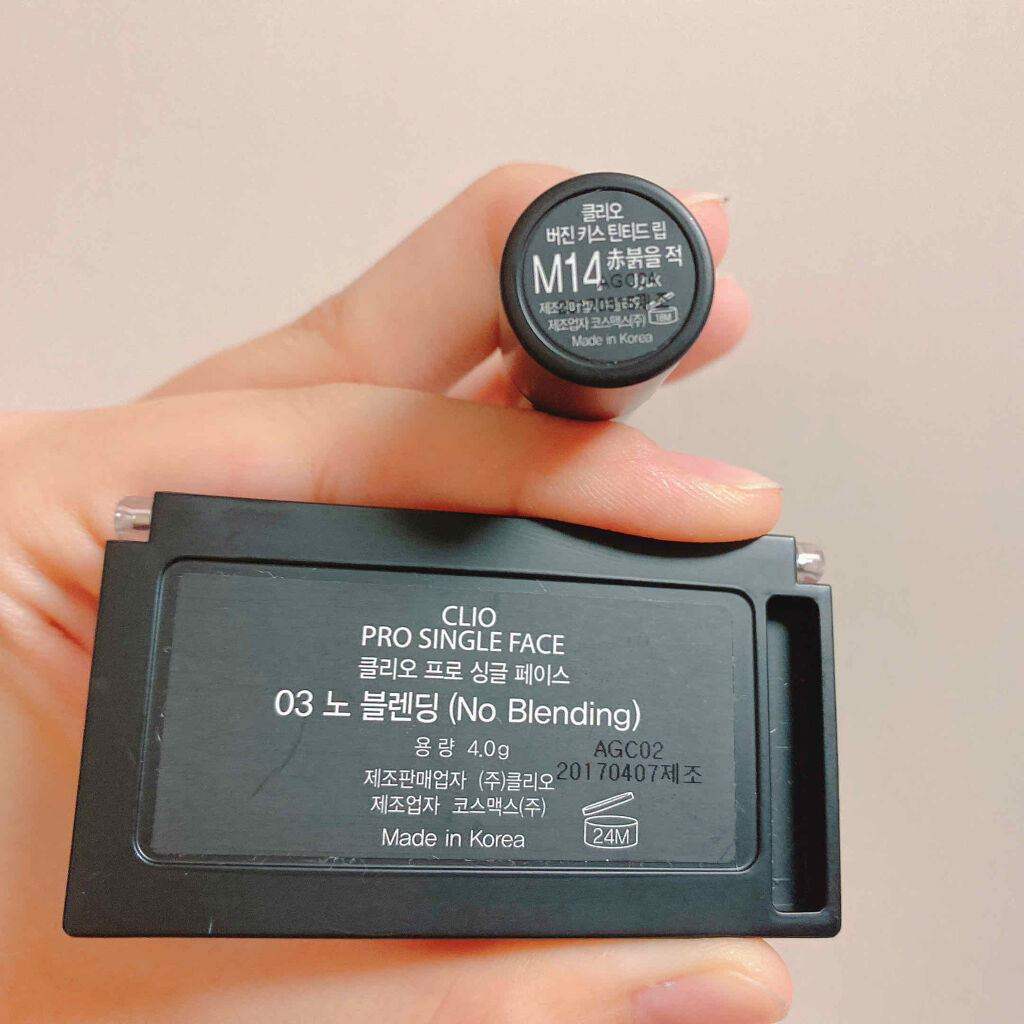 클리오
버진 키스 틴티드 립
M14 赤붉을 적
제조업자 코스맥스(주) 18M
Made in Korea
CLIO
PRO SINGLE FACE
클리오 프로 싱글 페이스
03 노 블렌딩 (No Blending)
용량 4.0g
AGC02
제조판매업자 (주)클리오
20170407제조
제조업자 코스맥스(주)
24M
Made in Korea